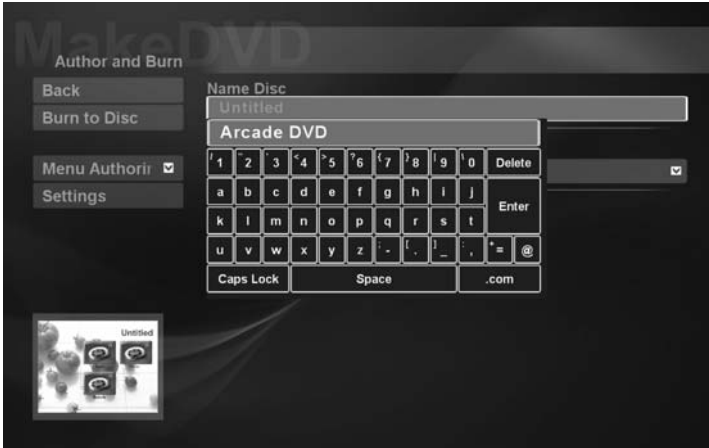 MakeDVD
Author and Burn
Back
Name Disc
Untitled
Burn to Disc
Arcade DVD
1 2 3 4 5 6 7 8 9 0 Delete
Menu Authorir
a b c d e f g h i j
Settings
Enter
k l m n o p q r s t
u v w x y z - . _ , = @
Caps Lock Space .com
Untitled